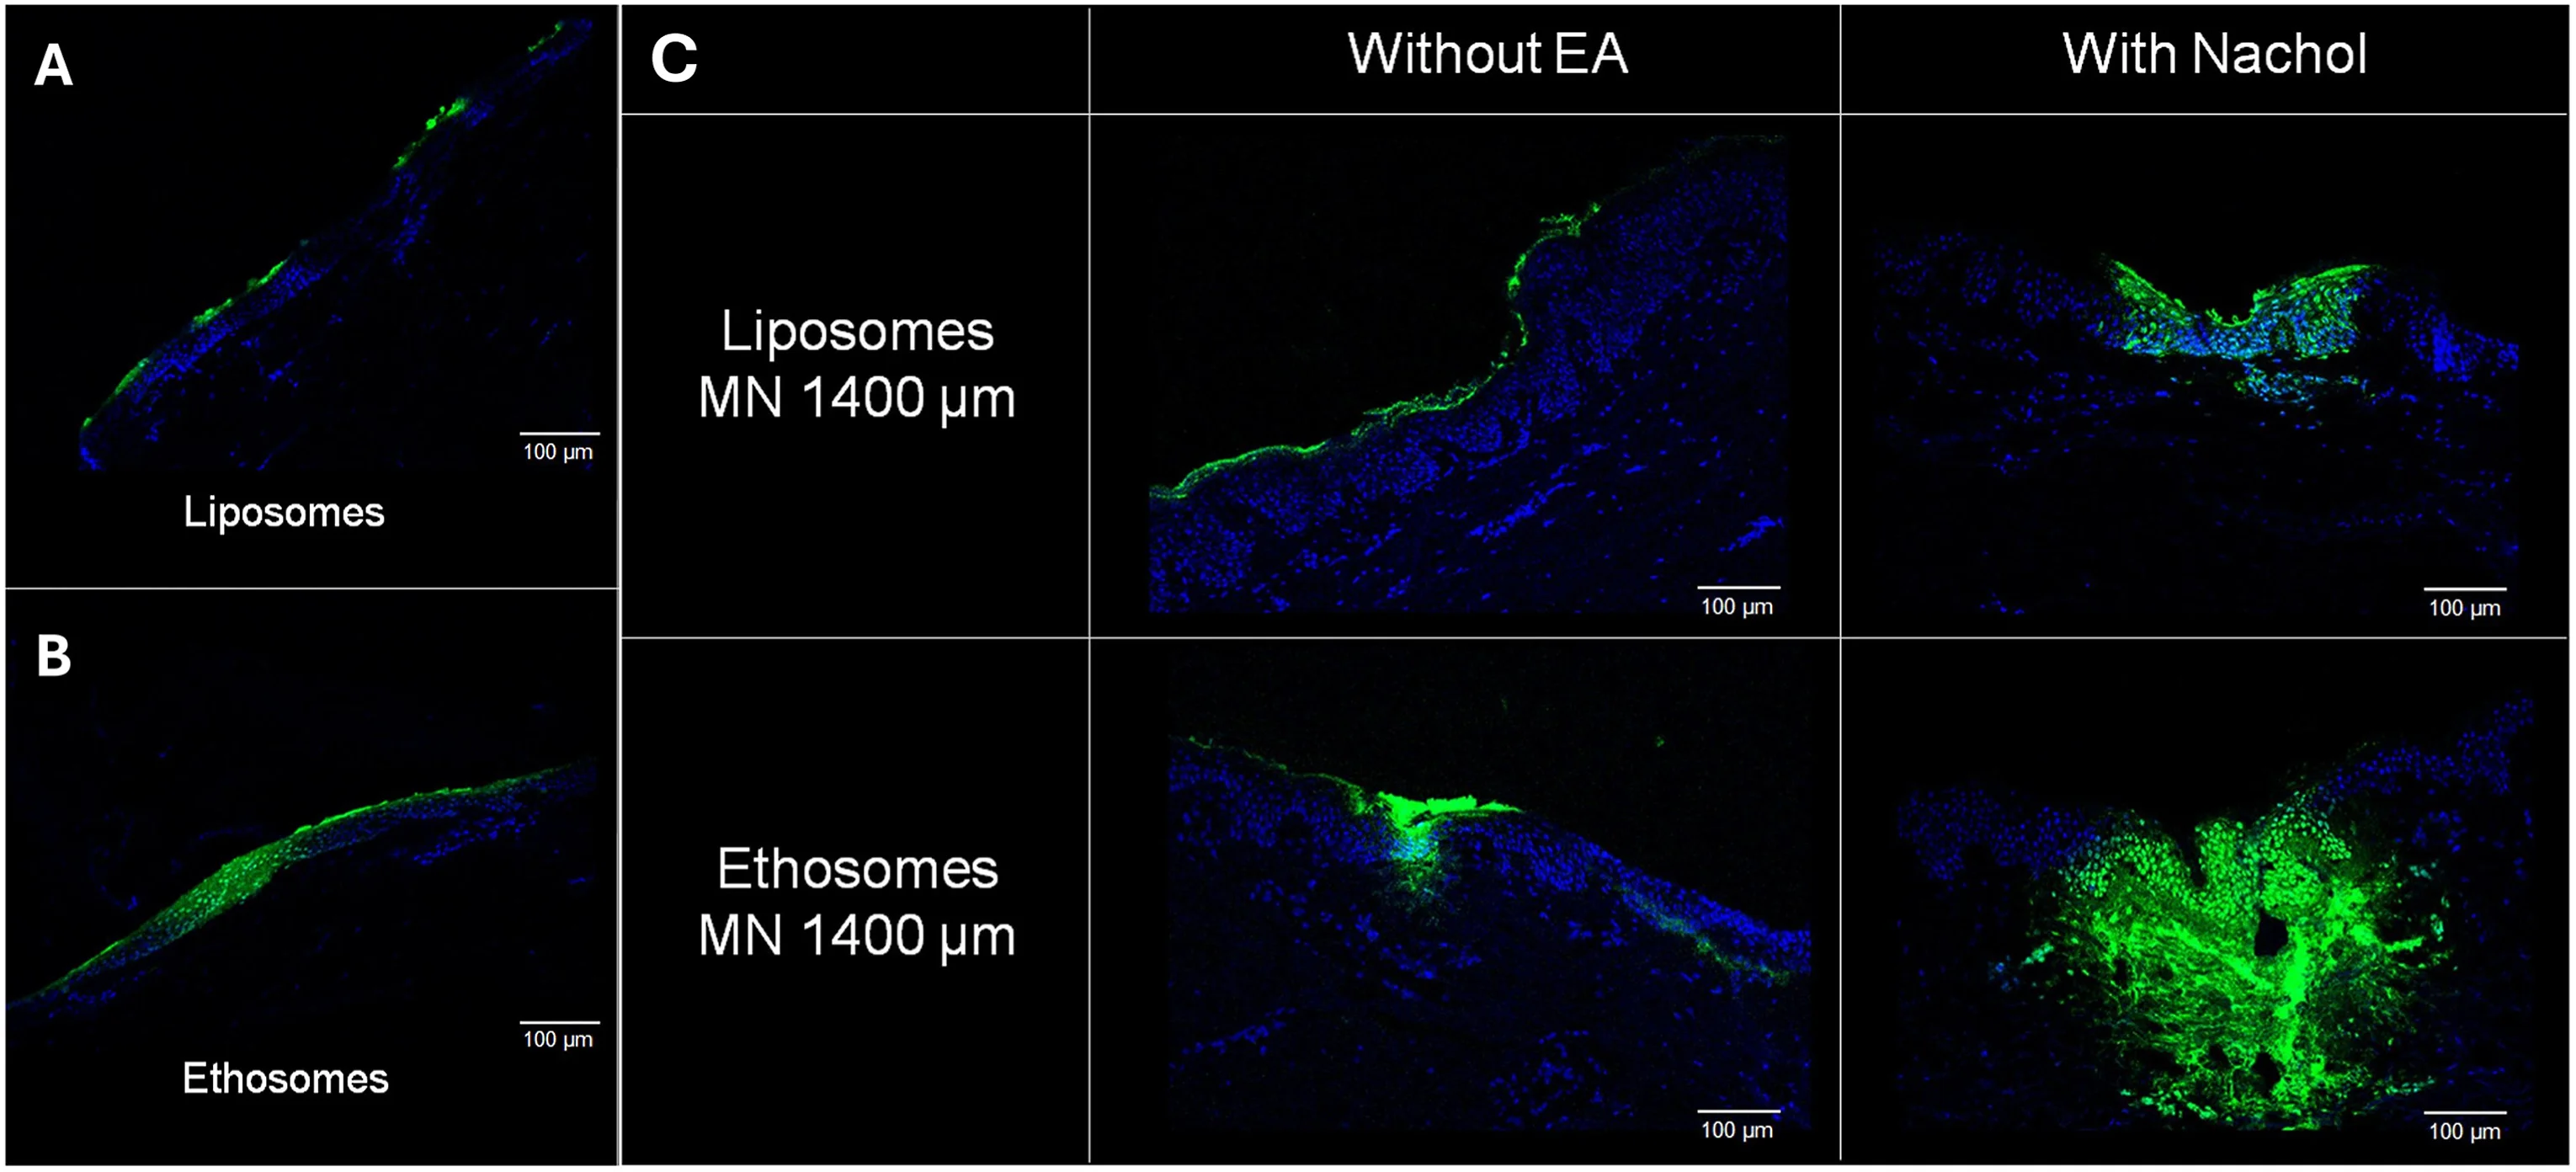 A
100 µm
Liposomes
B
100 µm
Ethosomes
C
Without EA
With Nachol
Liposomes
MN 1400 µm
100 µm
100 µm
Ethosomes
MN 1400 µm
100 µm
100 µm